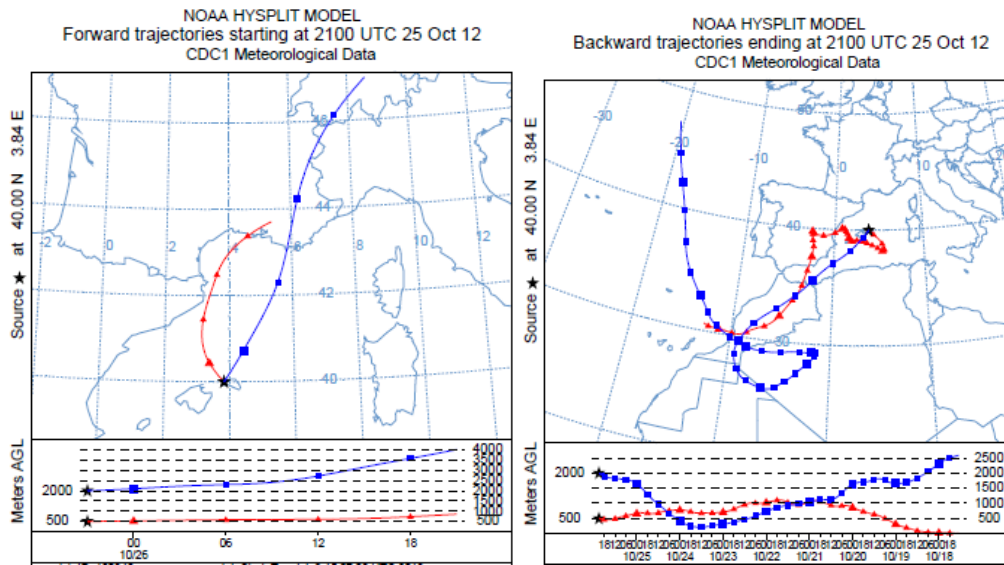 NOAA HYSPLIT MODEL
Forward trajectories starting at 2100 UTC 25 Oct 12
CDC1 Meteorological Data
Source ★ at 40.00 N 3.84 E
-2 0 2 4 6 8 10 12
44
42
40
Meters AGL
2000
500
4000
3500
3000
2500
2000
1500
1000
500
00 06 12 18
10/26
NOAA HYSPLIT MODEL
Backward trajectories ending at 2100 UTC 25 Oct 12
CDC1 Meteorological Data
Source ★ at 40.00 N 3.84 E
-30 -20 -10 0 10
40
30
Meters AGL
2000
500
2500
2000
1500
1000
500
10/25 10/24 10/23 10/22 10/21 10/20 10/19 10/18